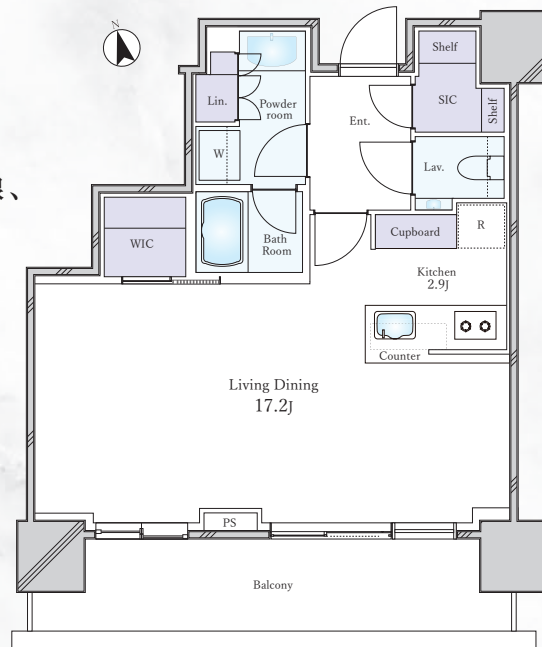 N
Shelf
Lin.
Powder
room
SIC
Shelf
Ent.
W
Lav.
WIC
Bath
Room
Cupboard
R
Kitchen
2.9J
Counter
Living Dining
17.2J
PS
Balcony